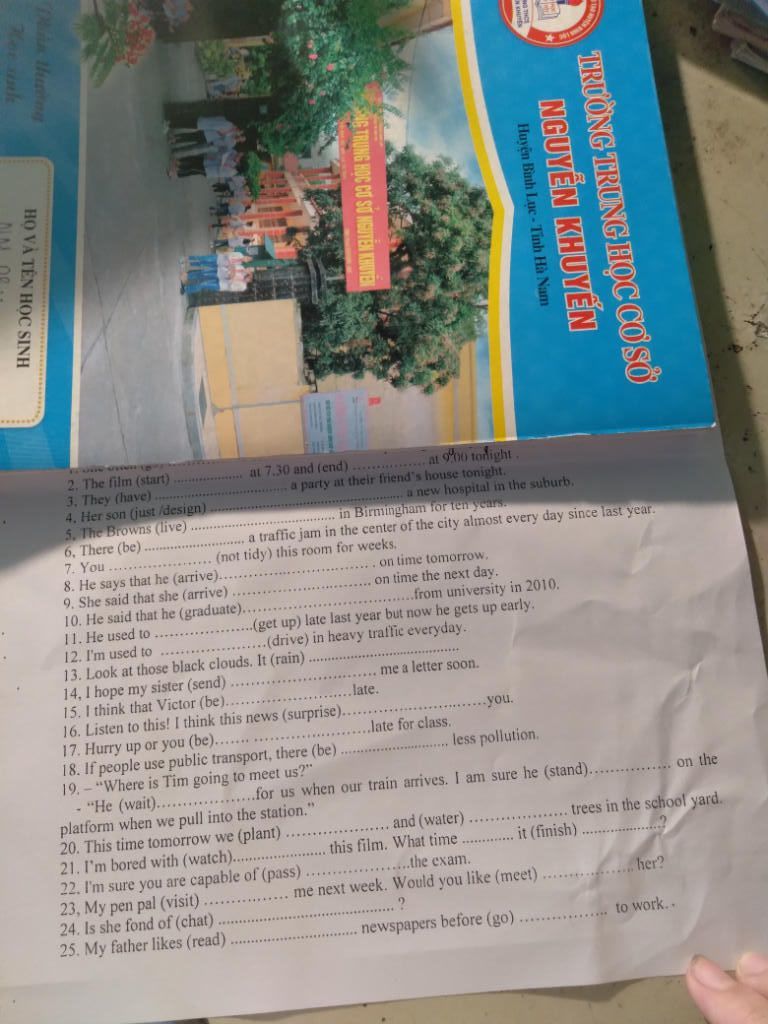 TRƯỜNG TRUNG HỌC CƠ SỞ
NGUYỄN KHUYẾN
Huyện Bình Lục - Tỉnh Hà Nam
TRUNG HỌC CƠ SỞ NGUYỄN KHUYẾN
HỌ VÀ TÊN HỌC SINH
2. The film (start) .................... at 7.30 and (end) .................... at 9.00 tonight .
3. They (have) .................... a party at their friend's house tonight.
4. Her son (just /design) .................... a new hospital in the suburb.
5, The Browns (live) .................... in Birmingham for ten years.
6, There (be) .................... a traffic jam in the center of the city almost every day since last year.
7. You .................... (not tidy) this room for weeks.
8. He says that he (arrive).................... on time tomorrow.
9. She said that she (arrive) .................... on time the next day.
10. He said that he (graduate)....................from university in 2010.
11. He used to ....................(get up) late last year but now he gets up early.
12. I'm used to ....................(drive) in heavy traffic everyday.
13. Look at those black clouds. It (rain) ....................
14, I hope my sister (send) .................... me a letter soon.
15. I think that Victor (be)....................late.
16. Listen to this! I think this news (surprise)....................you.
17. Hurry up or you (be)....... ....................late for class.
18. If people use public transport, there (be) .................... less pollution.
19. – “Where is Tim going to meet us?”
- “He (wait)....................for us when our train arrives. I am sure he (stand).................... on the
platform when we pull into the station.”
20. This time tomorrow we (plant) .................... and (water) .................... trees in the school yard.
21. I'm bored with (watch).................... this film. What time ............. it (finish) ....................?
22. I'm sure you are capable of (pass) ....................the exam.
23, My pen pal (visit) .................... me next week. Would you like (meet) .................... her?
24. Is she fond of (chat) .................... ?
25. My father likes (read) .................... newspapers before (go) .................... to work. .